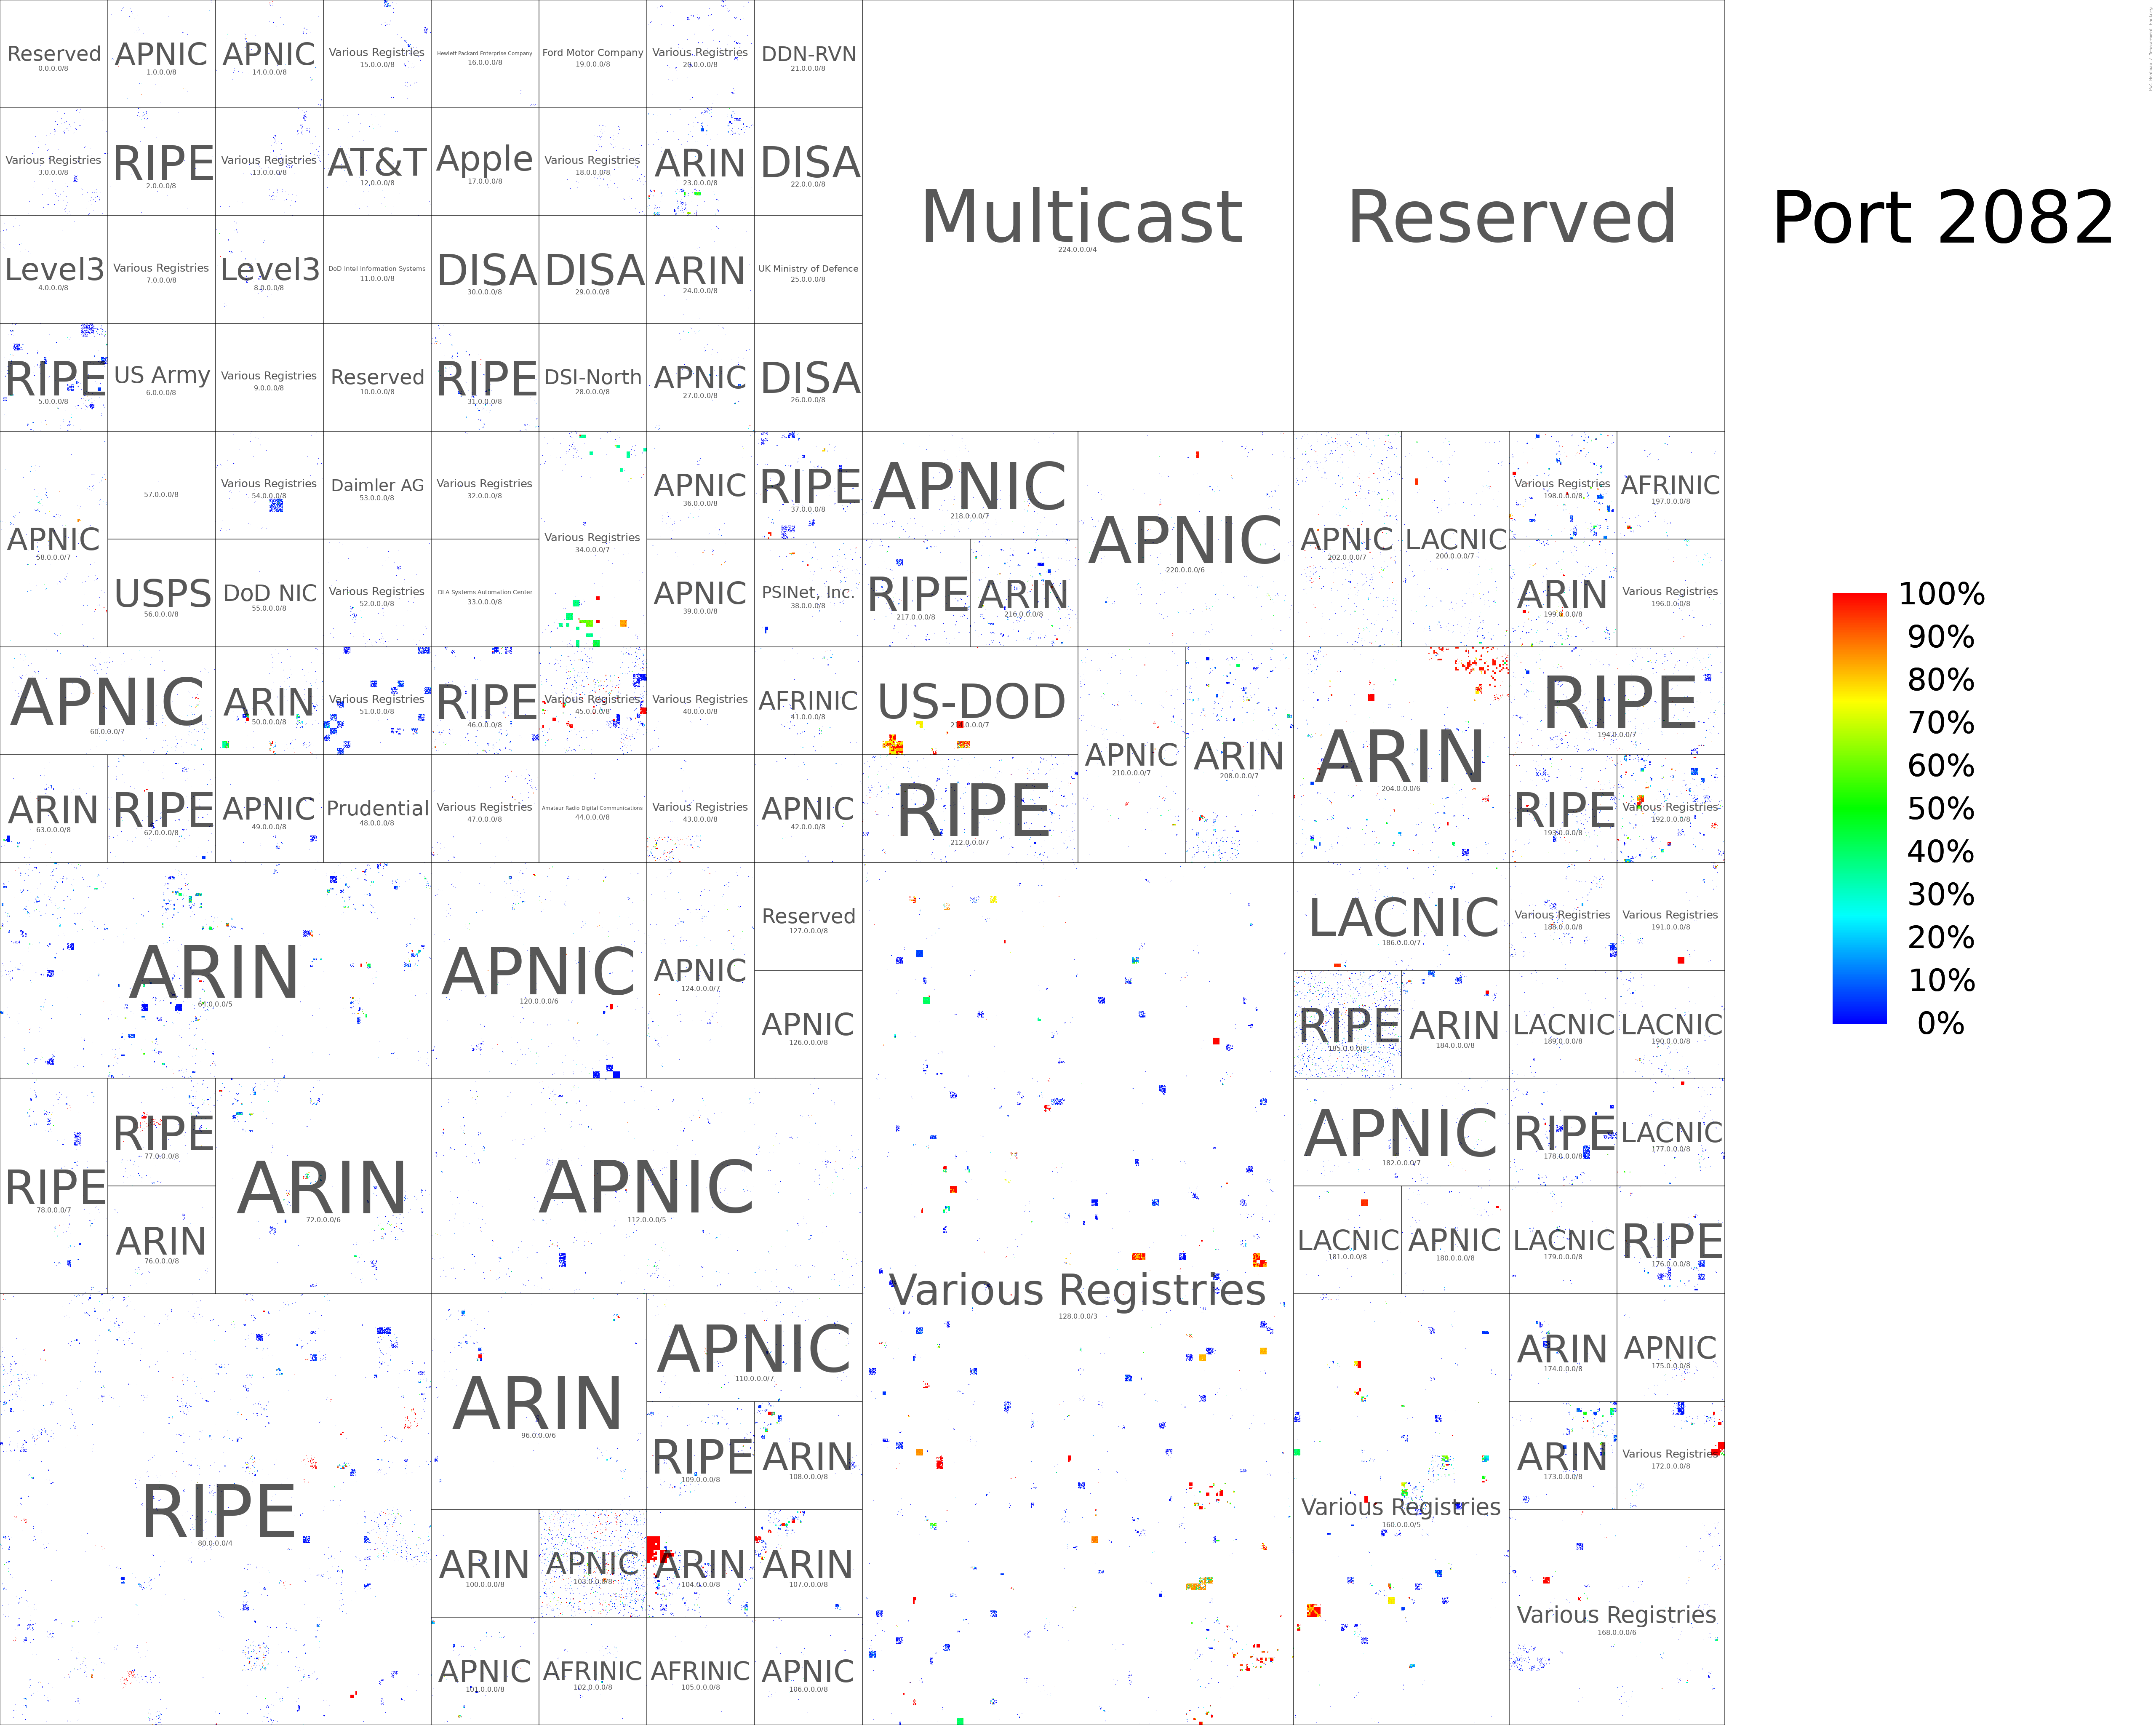 Reserved
0.0.0.0/8
APNIC
1.0.0.0/8
APNIC
14.0.0.0/8
Various Registries
15.0.0.0/8
Hewlett Packard Enterprise Company
16.0.0.0/8
Ford Motor Company
19.0.0.0/8
Various Registries
20.0.0.0/8
DDN-RVN
21.0.0.0/8
Various Registries
3.0.0.0/8
RIPE
2.0.0.0/8
Various Registries
13.0.0.0/8
AT&T
12.0.0.0/8
Apple
17.0.0.0/8
Various Registries
18.0.0.0/8
ARIN
23.0.0.0/8
DISA
22.0.0.0/8
Multicast
224.0.0.0/4
Reserved
Port 2082
Level3
4.0.0.0/8
Various Registries
7.0.0.0/8
Level3
8.0.0.0/8
DoD Intel Information Systems
11.0.0.0/8
DISA
30.0.0.0/8
DISA
29.0.0.0/8
ARIN
24.0.0.0/8
UK Ministry of Defence
25.0.0.0/8
RIPE
5.0.0.0/8
US Army
6.0.0.0/8
Various Registries
9.0.0.0/8
Reserved
10.0.0.0/8
RIPE
31.0.0.0/8
DSI-North
28.0.0.0/8
APNIC
27.0.0.0/8
DISA
26.0.0.0/8
APNIC
58.0.0.0/7
57.0.0.0/8
Various Registries
54.0.0.0/8
Daimler AG
53.0.0.0/8
Various Registries
32.0.0.0/8
Various Registries
34.0.0.0/7
APNIC
36.0.0.0/8
RIPE
37.0.0.0/8
APNIC
218.0.0.0/7
APNIC
220.0.0.0/6
APNIC
202.0.0.0/7
LACNIC
200.0.0.0/7
Various Registries
198.0.0.0/8
AFRINIC
197.0.0.0/8
USPS
56.0.0.0/8
DoD NIC
55.0.0.0/8
Various Registries
52.0.0.0/8
DLA Systems Automation Center
33.0.0.0/8
APNIC
39.0.0.0/8
PSINet, Inc.
38.0.0.0/8
RIPE
217.0.0.0/8
ARIN
216.0.0.0/8
ARIN
199.0.0.0/8
Various Registries
196.0.0.0/8
100%
90%
80%
70%
60%
50%
40%
30%
20%
10%
0%
APNIC
60.0.0.0/7
ARIN
50.0.0.0/8
Various Registries
51.0.0.0/8
RIPE
46.0.0.0/8
Various Registries
45.0.0.0/8
Various Registries
40.0.0.0/8
AFRINIC
41.0.0.0/8
US-DOD
APNIC
210.0.0.0/7
ARIN
208.0.0.0/7
ARIN
204.0.0.0/6
RIPE
194.0.0.0/7
ARIN
63.0.0.0/8
RIPE
62.0.0.0/8
APNIC
49.0.0.0/8
Prudential
48.0.0.0/8
Various Registries
47.0.0.0/8
Amateur Radio Digital Communications
44.0.0.0/8
Various Registries
43.0.0.0/8
APNIC
42.0.0.0/8
RIPE
212.0.0.0/7
RIPE
193.0.0.0/8
Various Registries
192.0.0.0/8
ARIN
64.0.0.0/5
APNIC
120.0.0.0/6
APNIC
124.0.0.0/7
Reserved
127.0.0.0/8
APNIC
126.0.0.0/8
Various Registries
128.0.0.0/3
LACNIC
186.0.0.0/7
Various Registries
188.0.0.0/8
Various Registries
191.0.0.0/8
RIPE
185.0.0.0/8
ARIN
184.0.0.0/8
LACNIC
189.0.0.0/8
LACNIC
190.0.0.0/8
RIPE
78.0.0.0/7
RIPE
77.0.0.0/8
ARIN
76.0.0.0/8
ARIN
72.0.0.0/6
APNIC
112.0.0.0/5
APNIC
182.0.0.0/7
RIPE
178.0.0.0/8
LACNIC
177.0.0.0/8
LACNIC
181.0.0.0/8
APNIC
180.0.0.0/8
LACNIC
179.0.0.0/8
RIPE
176.0.0.0/8
RIPE
80.0.0.0/4
ARIN
96.0.0.0/6
APNIC
110.0.0.0/7
RIPE
109.0.0.0/8
ARIN
108.0.0.0/8
Various Registries
160.0.0.0/5
ARIN
174.0.0.0/8
APNIC
175.0.0.0/8
ARIN
173.0.0.0/8
Various Registries
172.0.0.0/8
ARIN
100.0.0.0/8
APNIC
103.0.0.0/8
ARIN
104.0.0.0/8
ARIN
107.0.0.0/8
Various Registries
168.0.0.0/6
APNIC
101.0.0.0/8
AFRINIC
102.0.0.0/8
AFRINIC
105.0.0.0/8
APNIC
106.0.0.0/8